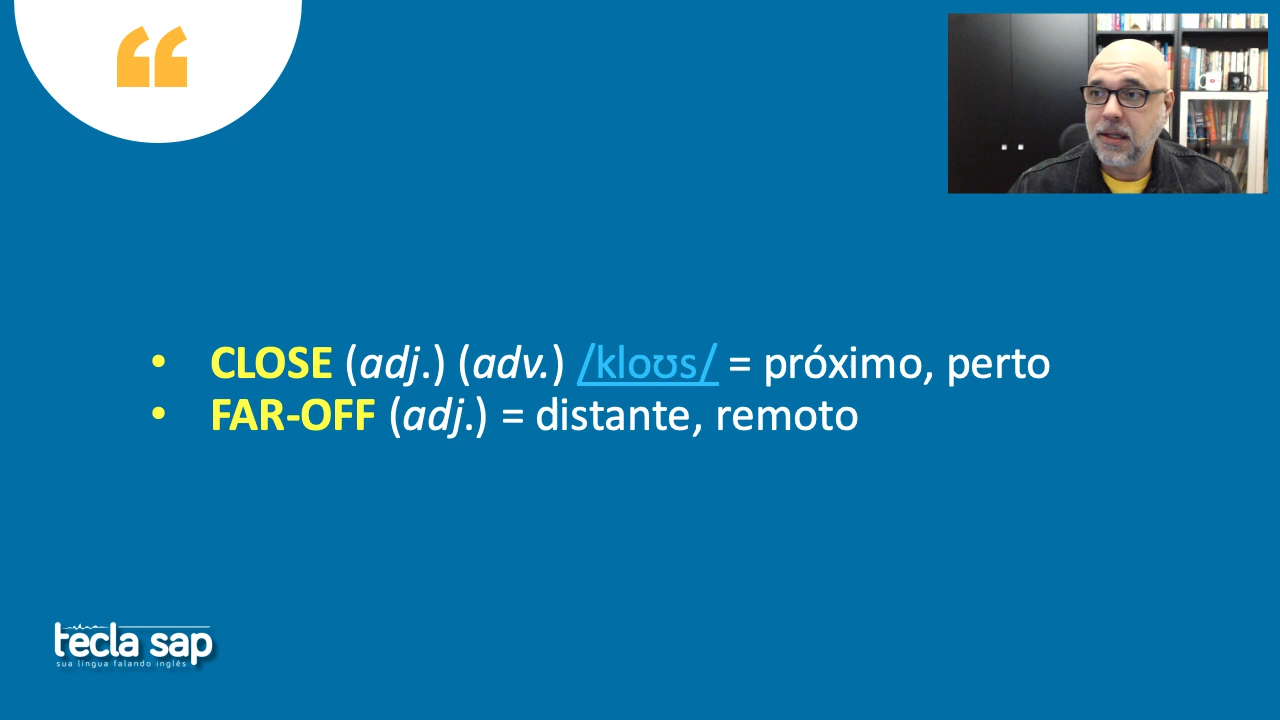 “
• CLOSE (adj.) (adv.) /kloʊs/ = próximo, perto
• FAR-OFF (adj.) = distante, remoto
tecla sap
sua língua falando inglês